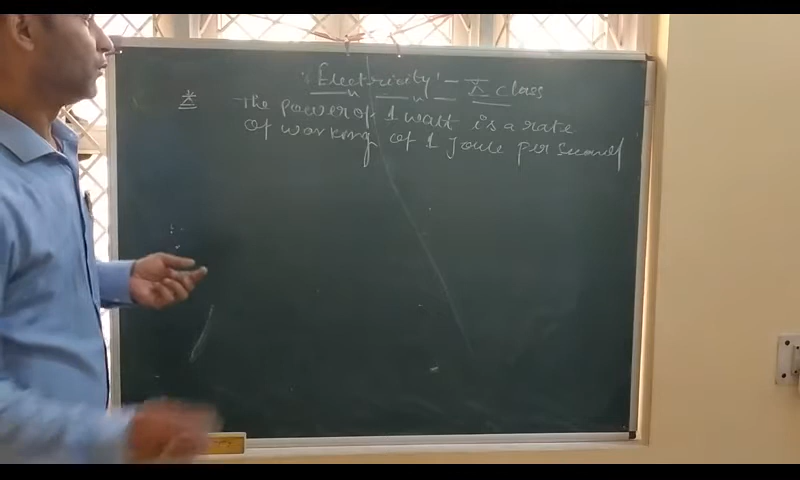 'Electricity' - X class
* The power of 1 watt is a rate
of working of 1 Joule per second